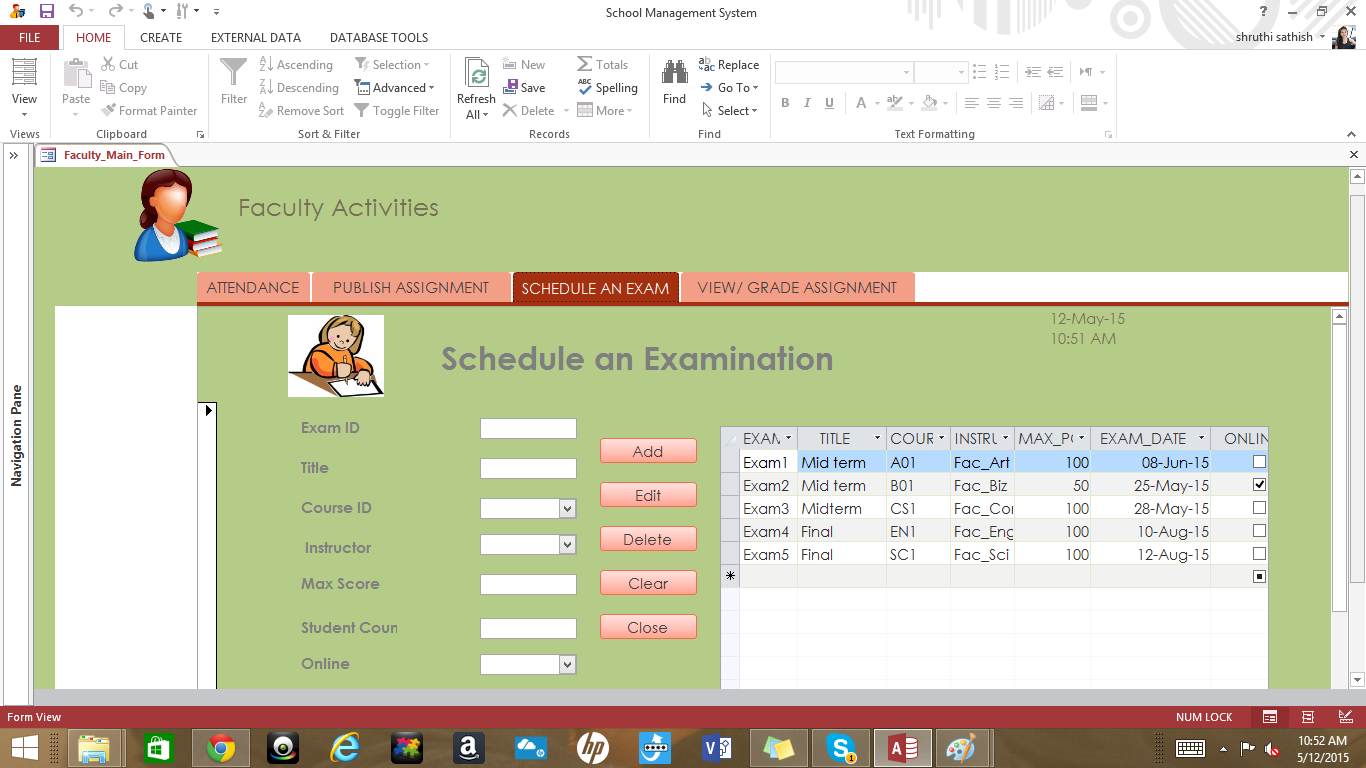 School Management System
?
FILE HOME CREATE EXTERNAL DATA DATABASE TOOLS
shruthi sathish
View
Views
Paste
Cut
Copy
Format Painter
Clipboard
Filter
Ascending
Descending
Remove Sort
Selection
Advanced
Toggle Filter
Sort & Filter
Refresh
All
New
Save
Delete
Totals
Spelling
More
Records
Find
Replace
Go To
Select
Find
B I U A
Text Formatting
Faculty_Main_Form
Navigation Pane
Faculty Activities
ATTENDANCE PUBLISH ASSIGNMENT SCHEDULE AN EXAM VIEW/ GRADE ASSIGNMENT
12-May-15
10:51 AM
Schedule an Examination
Exam ID
Title
Course ID
Instructor
Max Score
Student Coun
Online
Add
Edit
Delete
Clear
Close
EXAM TITLE COUR INSTRU MAX_PO EXAM_DATE ONLIN
Exam1 Mid term A01 Fac_Art 100 08-Jun-15
Exam2 Mid term B01 Fac_Biz 50 25-May-15
Exam3 Midterm CS1 Fac_Cor 100 28-May-15
Exam4 Final EN1 Fac_Eng 100 10-Aug-15
Exam5 Final SC1 Fac_Sci 100 12-Aug-15
Form View
NUM LOCK
10:52 AM
5/12/2015